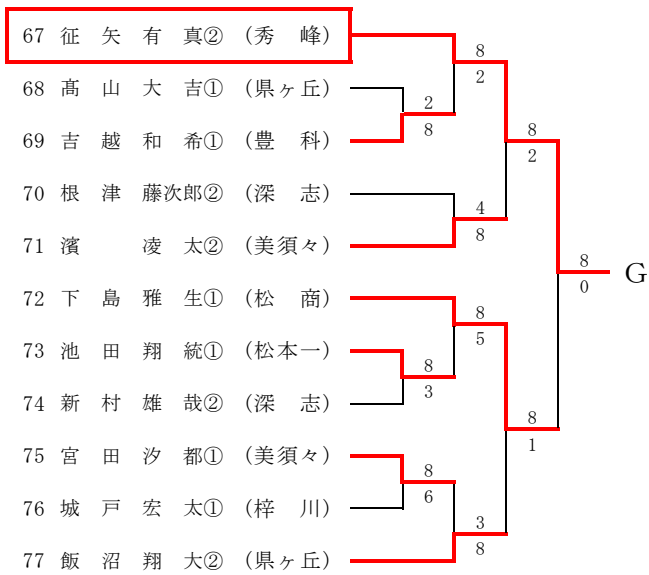 67 征 矢 有 真② (秀 峰)
68 髙 山 大 吉① (県ヶ丘)
69 吉 越 和 希① (豊 科)
70 根 津 藤次郎② (深 志)
71 濱 凌 太② (美須々)
72 下 島 雅 生① (松 商)
73 池 田 翔 統① (松本一)
74 新 村 雄 哉② (深 志)
75 宮 田 汐 都① (美須々)
76 城 戸 宏 太① (梓 川)
77 飯 沼 翔 大② (県ヶ丘)
2
8
8
3
8
6
8
2
4
8
8
5
3
8
8
2
8
1
8
0
G